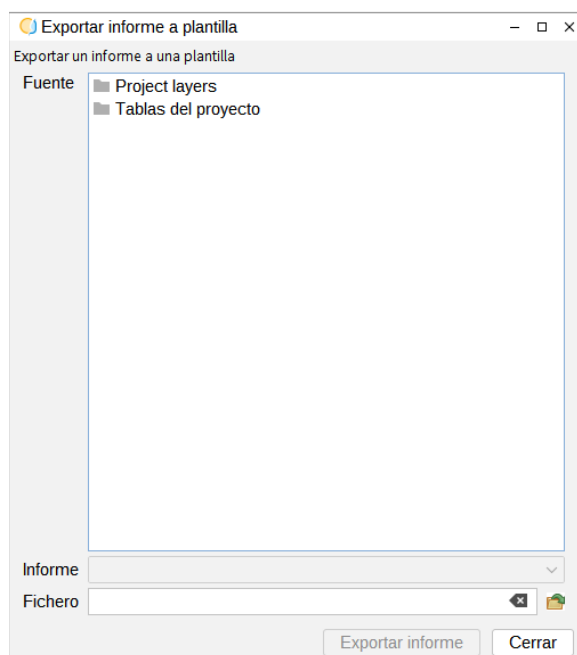 Exportar informe a plantilla
Exportar un informe a una plantilla
Fuente
Project layers
Tablas del proyecto
Informe
Fichero
Exportar informe
Cerrar